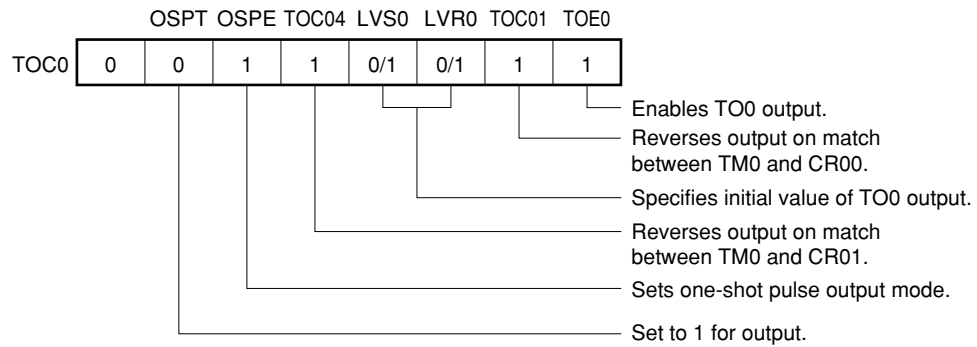 OSPT OSPE TOC04 LVS0 LVR0 TOC01 TOE0
TOC0 0 0 1 1 0/1 0/1 1 1
Enables TO0 output.
Reverses output on match
between TM0 and CR00.
Specifies initial value of TO0 output.
Reverses output on match
between TM0 and CR01.
Sets one-shot pulse output mode.
Set to 1 for output.